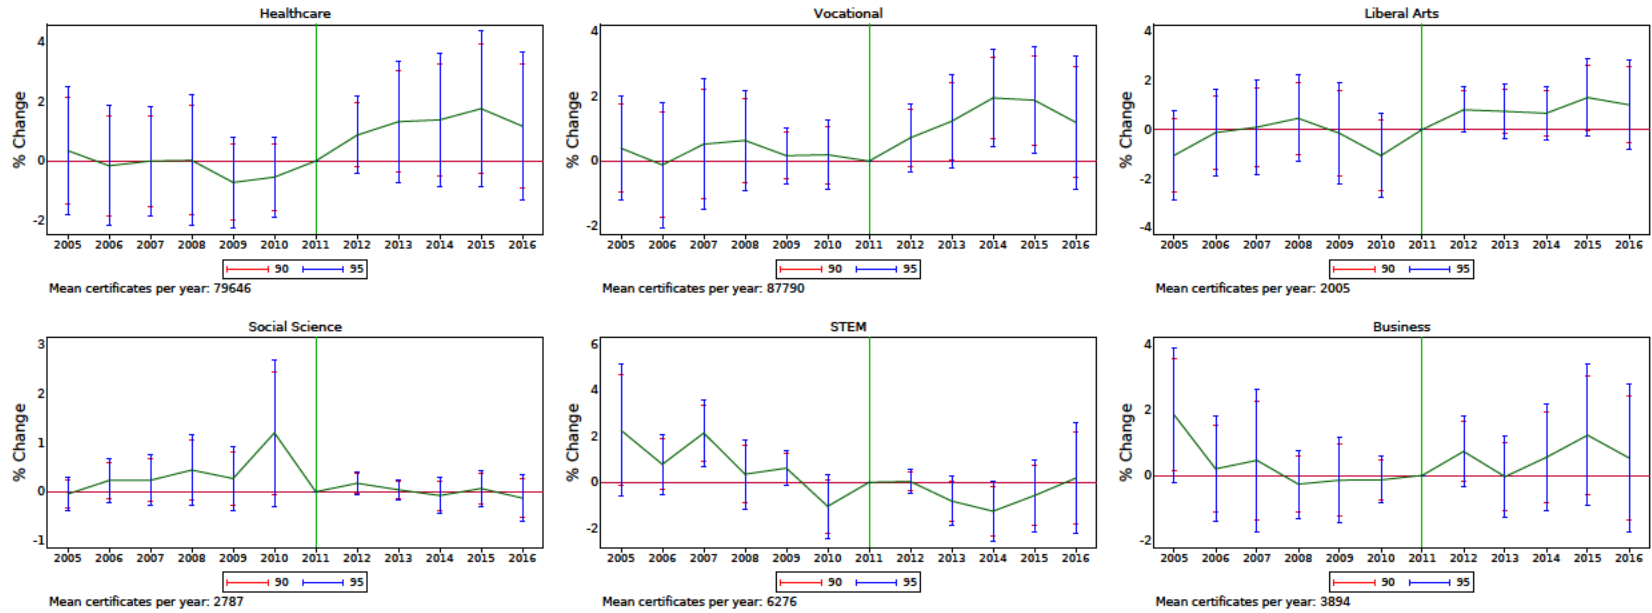 Healthcare
% Change
4
2
0
-2
2005 2006 2007 2008 2009 2010 2011 2012 2013 2014 2015 2016
90 95
Mean certificates per year: 79646
Vocational
% Change
4
2
0
-2
2005 2006 2007 2008 2009 2010 2011 2012 2013 2014 2015 2016
90 95
Mean certificates per year: 87790
Liberal Arts
% Change
4
2
0
-2
-4
2005 2006 2007 2008 2009 2010 2011 2012 2013 2014 2015 2016
90 95
Mean certificates per year: 2005
Social Science
% Change
3
2
1
0
-1
2005 2006 2007 2008 2009 2010 2011 2012 2013 2014 2015 2016
90 95
Mean certificates per year: 2787
STEM
% Change
6
4
2
0
-2
2005 2006 2007 2008 2009 2010 2011 2012 2013 2014 2015 2016
90 95
Mean certificates per year: 6276
Business
% Change
4
2
0
-2
2005 2006 2007 2008 2009 2010 2011 2012 2013 2014 2015 2016
90 95
Mean certificates per year: 3894